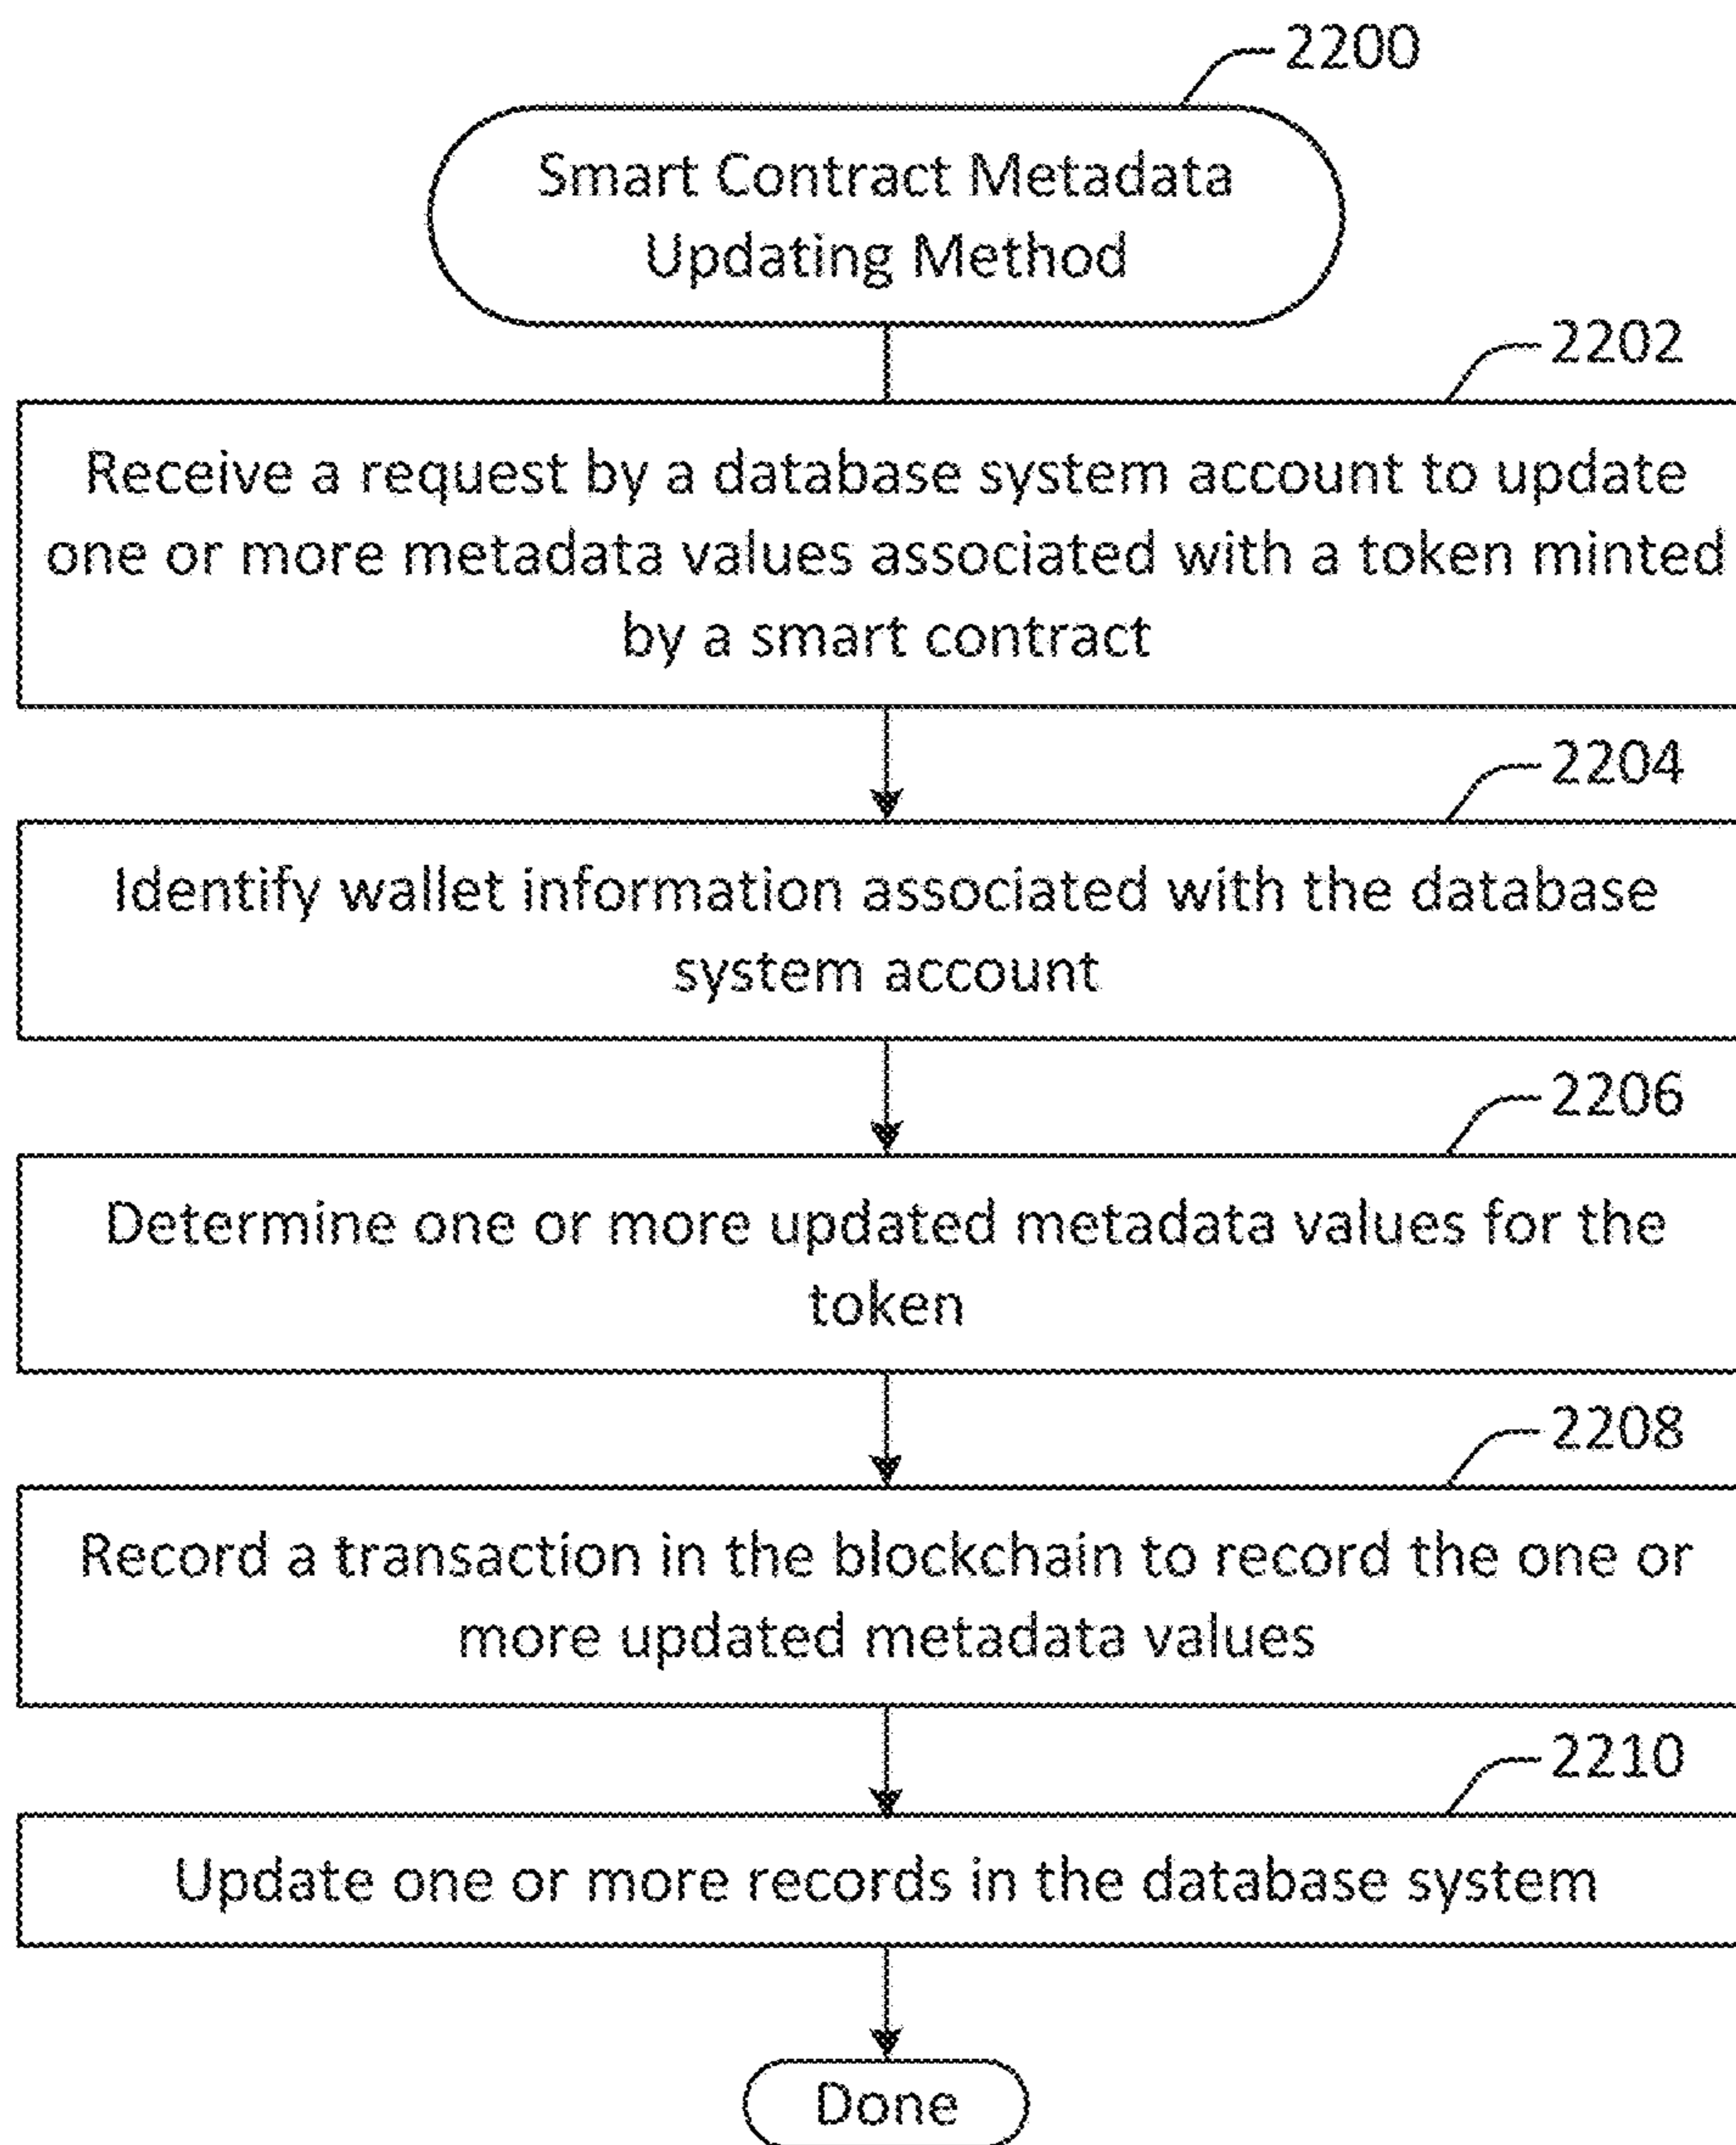 2200
Smart Contract Metadata
Updating Method
2202
Receive a request by a database system account to update
one or more metadata values associated with a token minted
by a smart contract
2204
Identify wallet information associated with the database
system account
2206
Determine one or more updated metadata values for the
token
2208
Record a transaction in the blockchain to record the one or
more updated metadata values
2210
Update one or more records in the database system
Done